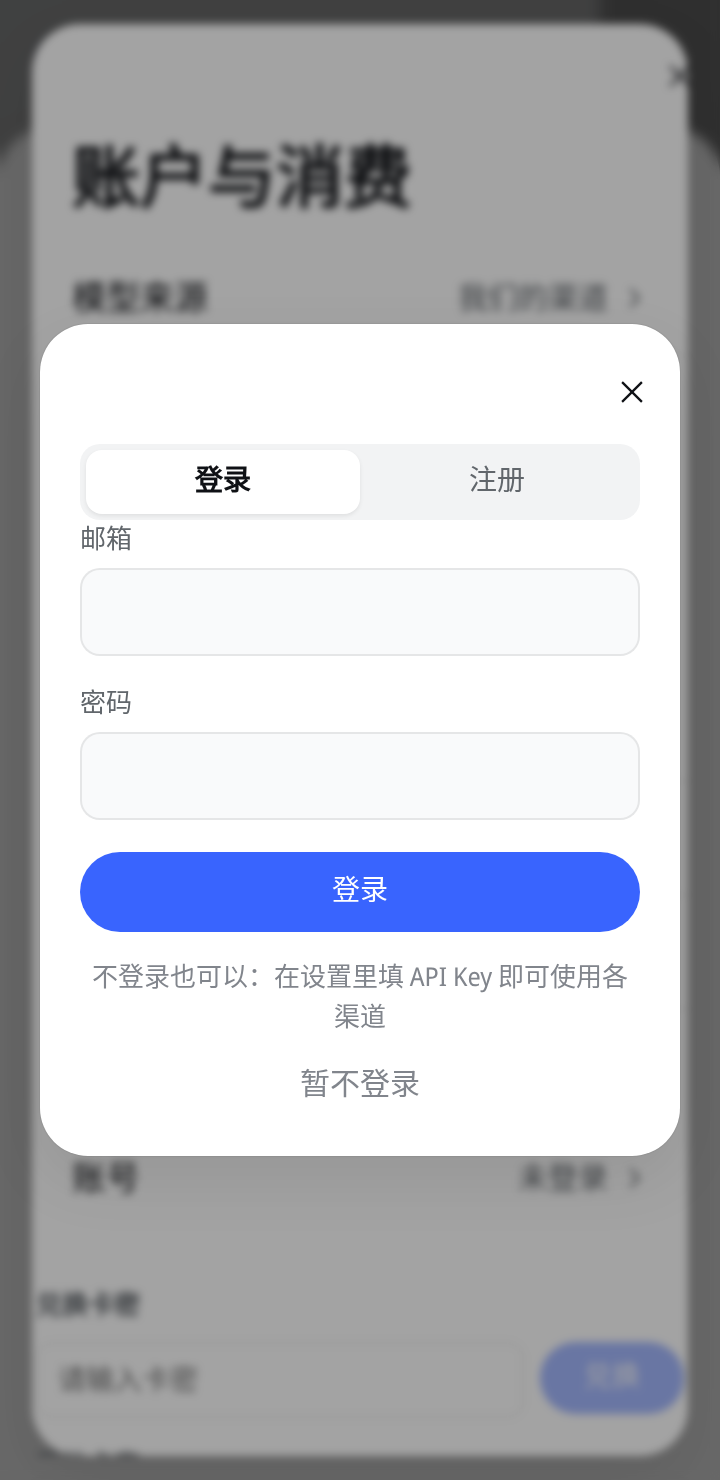 账户与消费
模型来源
我们的渠道
登录
注册
邮箱
密码
登录
不登录也可以：在设置里填 API Key 即可使用各
渠道
暂不登录
账号
未登录
兑换卡密
请输入卡密
兑换